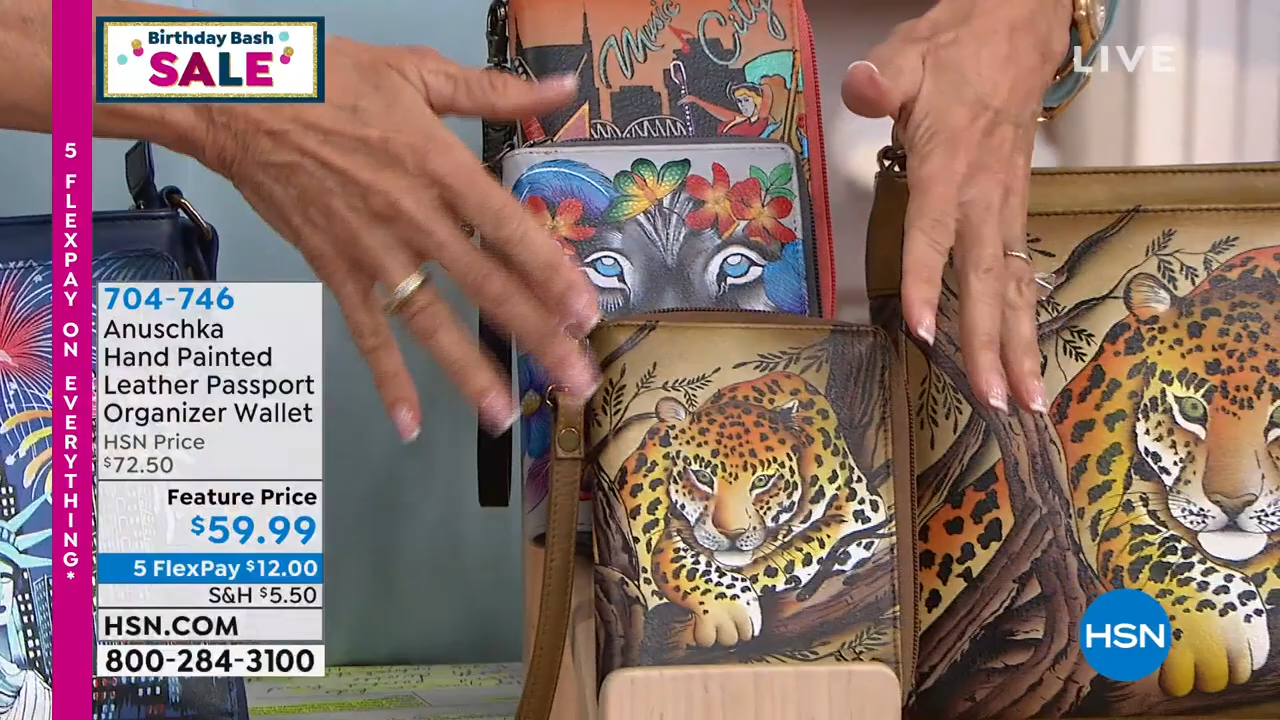 Birthday Bash
SALE
LIVE
Music City
5 FLEXPAY ON EVERYTHING*
704-746
Anuschka
Hand Painted
Leather Passport
Organizer Wallet
HSN Price
$72.50
Feature Price
$59.99
5 FlexPay $12.00
S&H $5.50
HSN.COM
800-284-3100
HSN